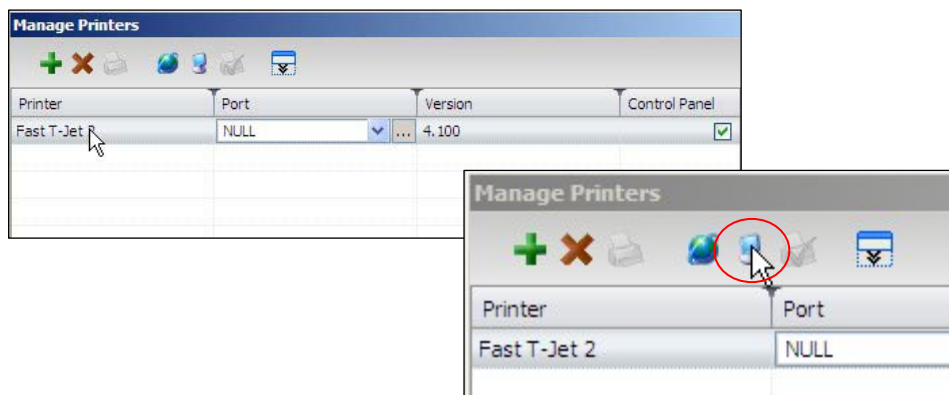 Manage Printers
Printer Port Version Control Panel
Fast T-Jet 2 NULL ... 4.100
Manage Printers
Printer Port
Fast T-Jet 2 NULL